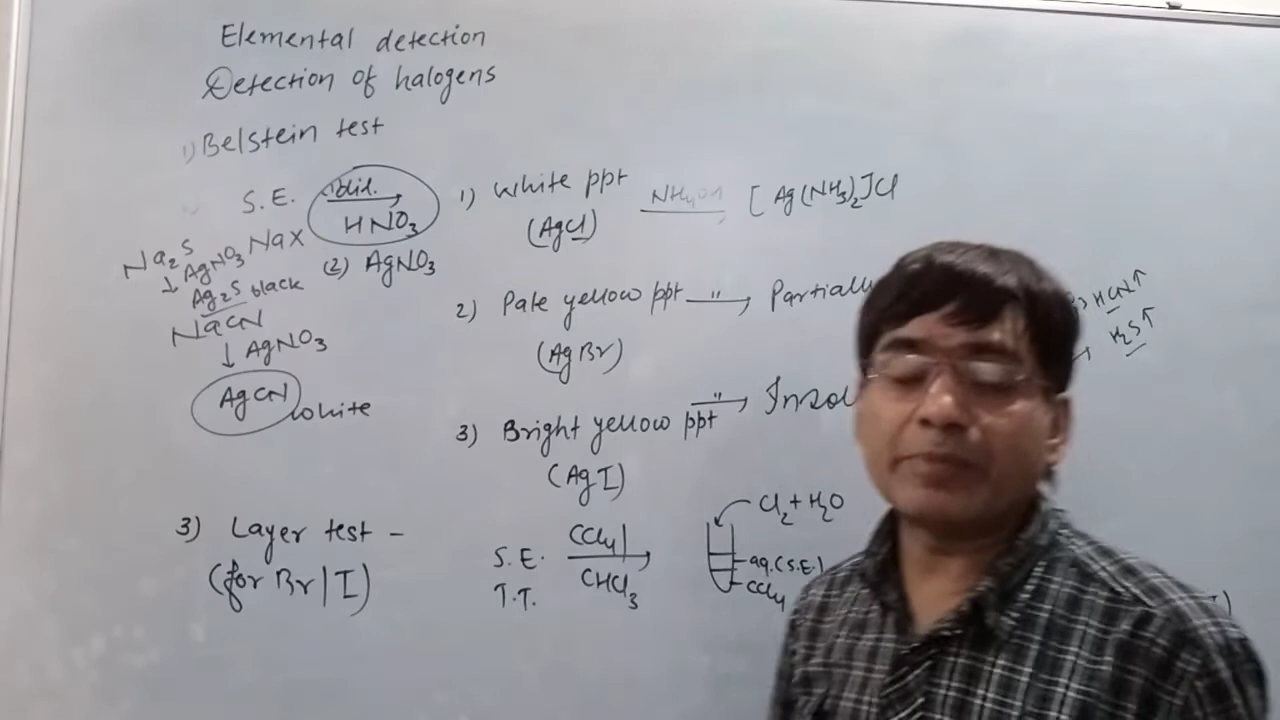 Elemental detection
Detection of halogens
1) Belstein test
S.E. dil. HNO3
NaX (2) AgNO3
Na2S
↓ AgNO3
Ag2S black
NaCN
↓ AgNO3
AgCN white
1) White ppt NH4OH [Ag(NH3)2]Cl
(AgCl)
2) Pale yellow ppt " → Partially
(AgBr)
3) Bright yellow ppt " → Insol
(AgI)
HCN↑
→ H2S↑
3) Layer test -
(for Br/I)
S.E. CCl4/ → CHCl3
T.T.
Cl2 + H2O
aq.(S.E.)
CCl4